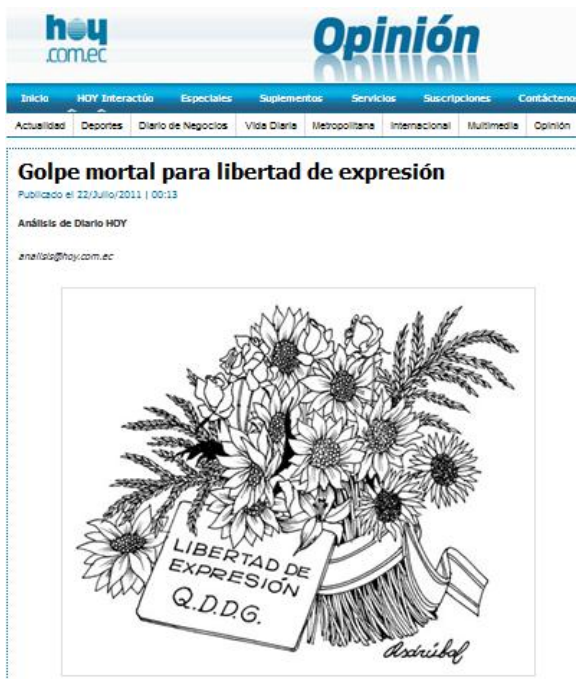 hoy
.com.ec
Opinión
Inicio HOY Interactúo Especiales Suplementos Servicios Suscripciones Contácteno
Actualidad Deportes Diario de Negocios Vida Diaria Metropolitana Internacional Multimedia Opinión
Golpe mortal para libertad de expresión
Publicado el 22/Julio/2011 | 00:13
Análisis de Diario HOY
analisis@hoy.com.ec
LIBERTAD DE
EXPRESIÓN
Q.D.D.G.
Asdrúbal